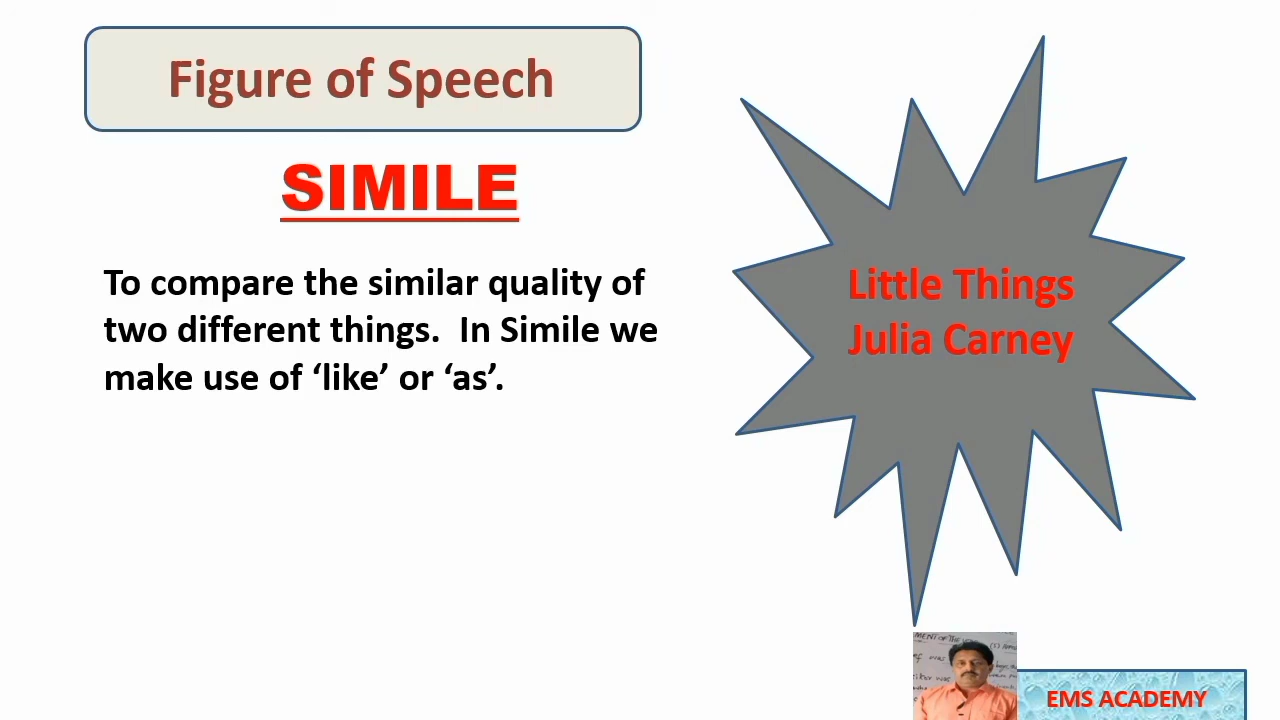 Figure of Speech
SIMILE
To compare the similar quality of
two different things.  In Simile we
make use of ‘like’ or ‘as’.
Little Things
Julia Carney
EMS ACADEMY